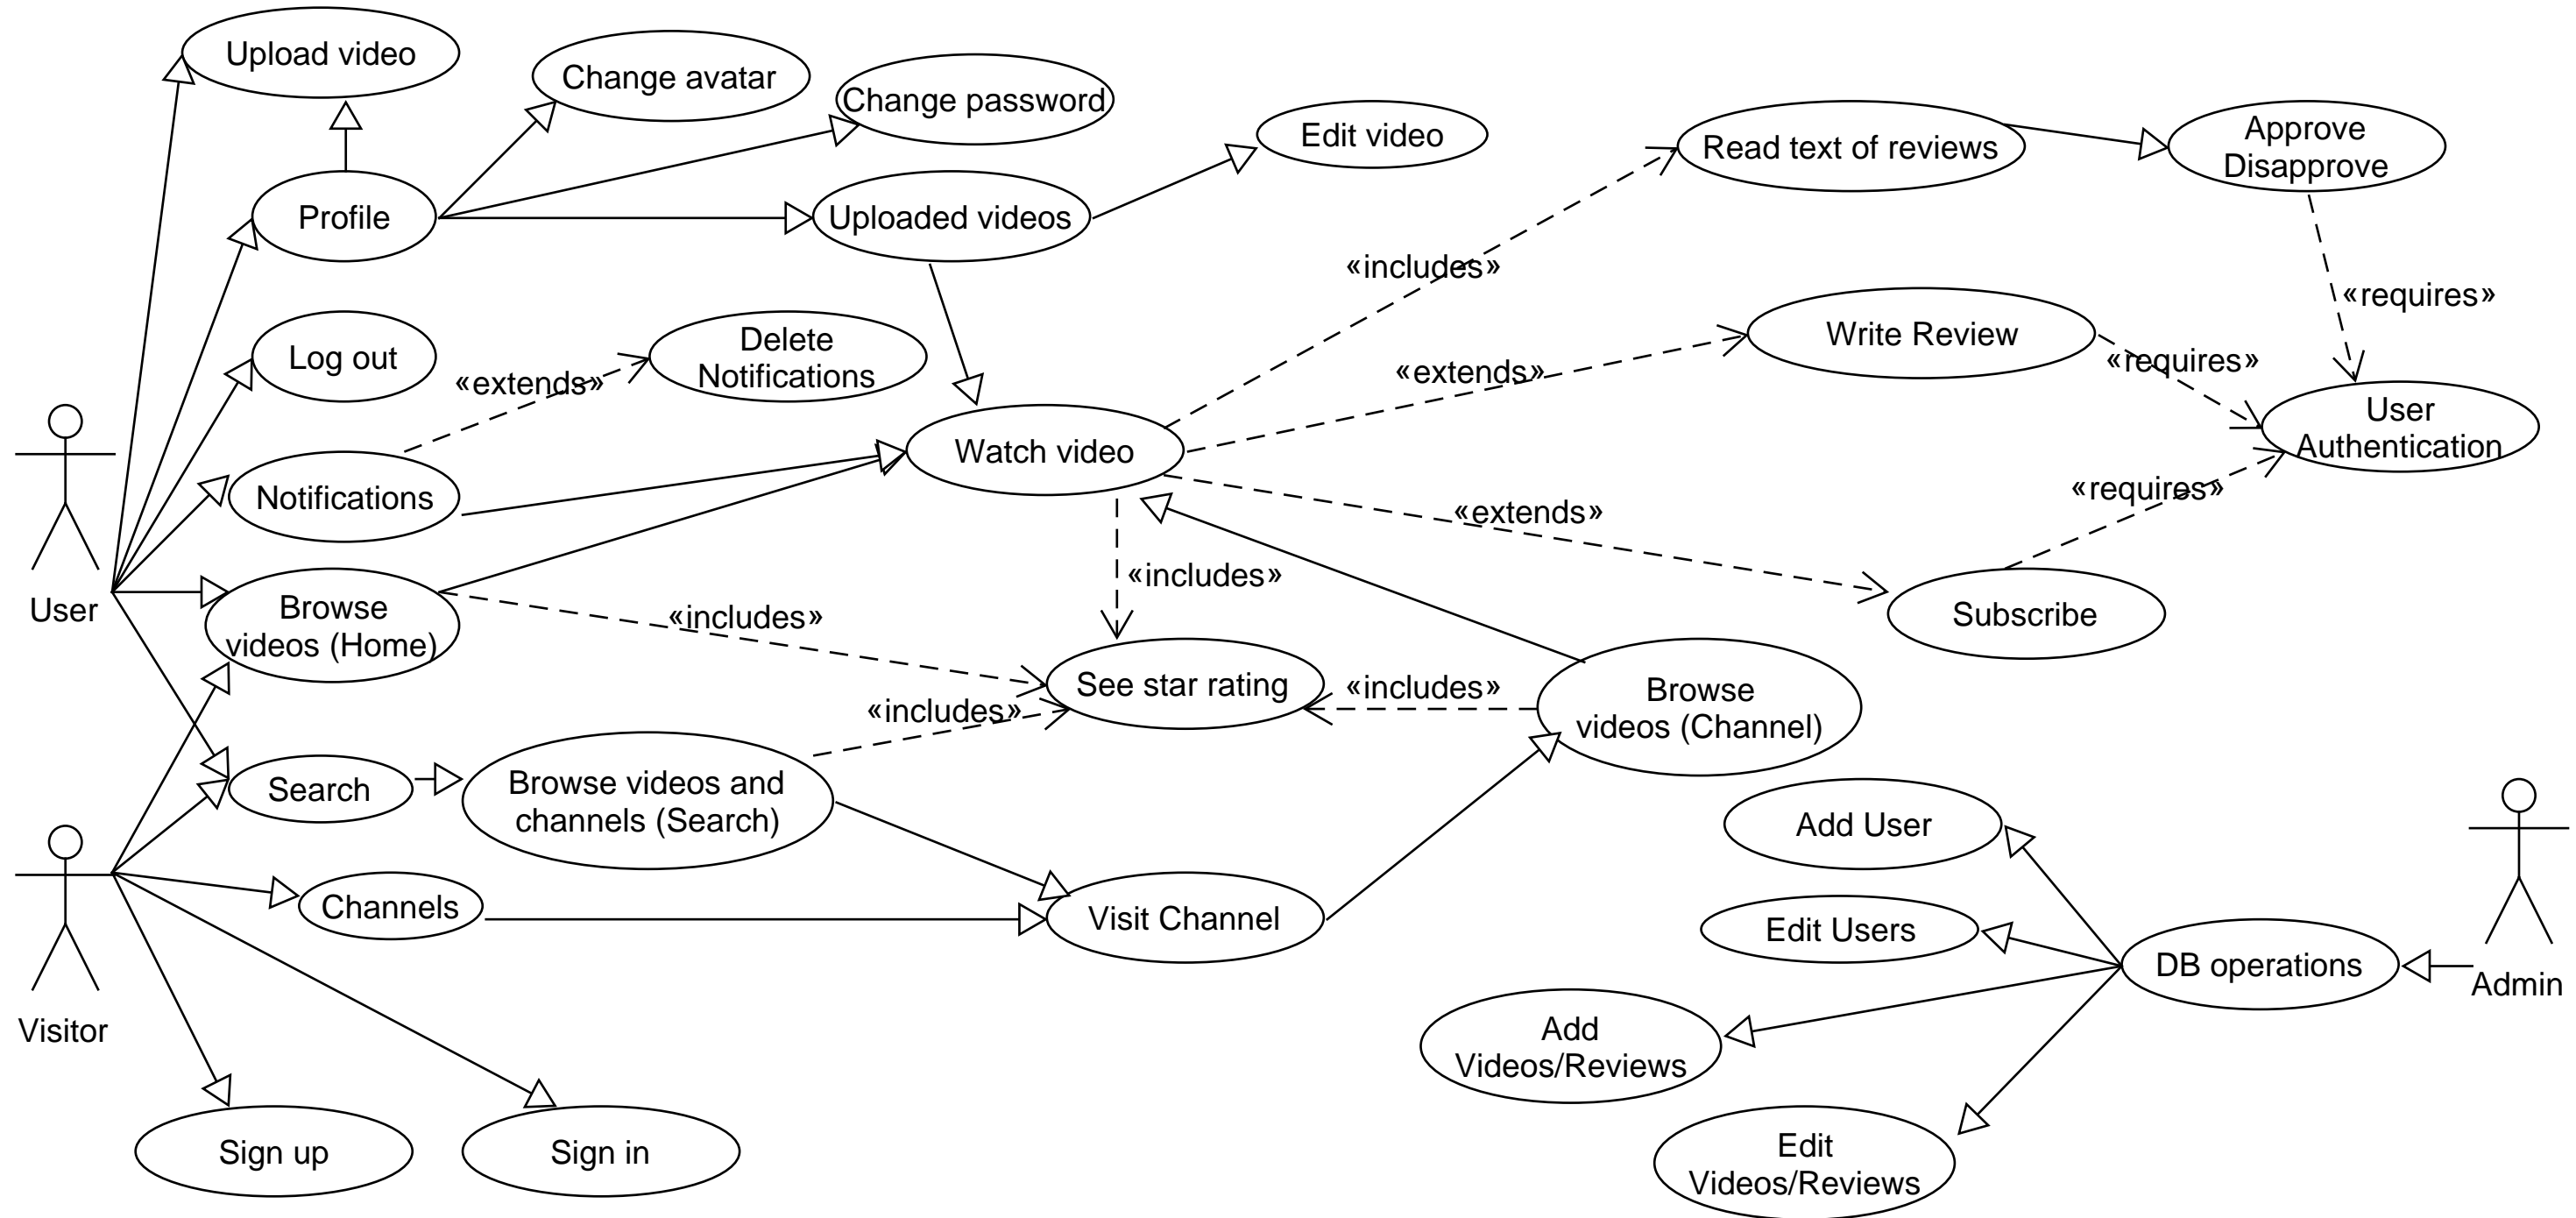 Upload video
Change avatar
Change password
Edit video
Read text of reviews
Approve
Disapprove
Profile
Uploaded videos
«includes»
«requires»
Log out
Delete
Notifications
«extends»
Write Review
«extends»
«requires»
User
Authentication
Notifications
Watch video
«requires»
«extends»
User
Browse
videos (Home)
«includes»
«includes»
Subscribe
See star rating
«includes»
«includes»
Browse
videos (Channel)
Search
Browse videos and
channels (Search)
Add User
Channels
Visit Channel
Edit Users
DB operations
Admin
Visitor
Add
Videos/Reviews
Sign up
Sign in
Edit
Videos/Reviews